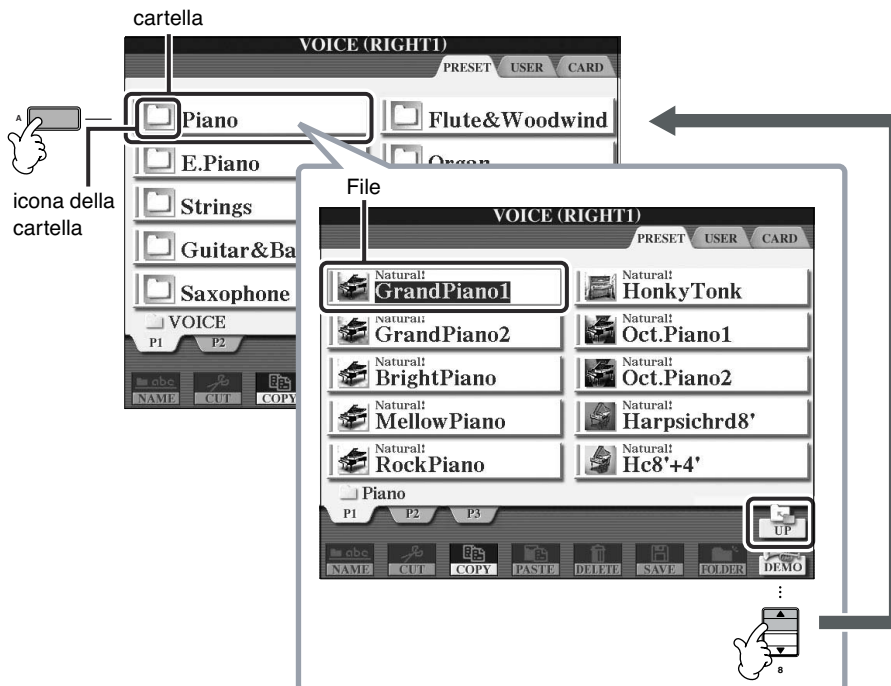 cartella
VOICE (RIGHT1)
PRESET USER CARD
A
Piano
Flute&Woodwind
E.Piano
Organ
icona della
cartella
Strings
Guitar&Ba
Saxophone
VOICE
P1 P2
abc
NAME CUT COPY
File
VOICE (RIGHT1)
PRESET USER CARD
Natural!
GrandPiano1
Natural!
HonkyTonk
Natural!
GrandPiano2
Natural!
Oct.Piano1
Natural!
BrightPiano
Natural!
Oct.Piano2
Natural!
MellowPiano
Natural!
Harpsichrd8'
Natural!
RockPiano
Natural!
Hc8'+4'
Piano
P1 P2 P3
UP
abc
NAME CUT COPY PASTE DELETE SAVE FOLDER DEMO
8